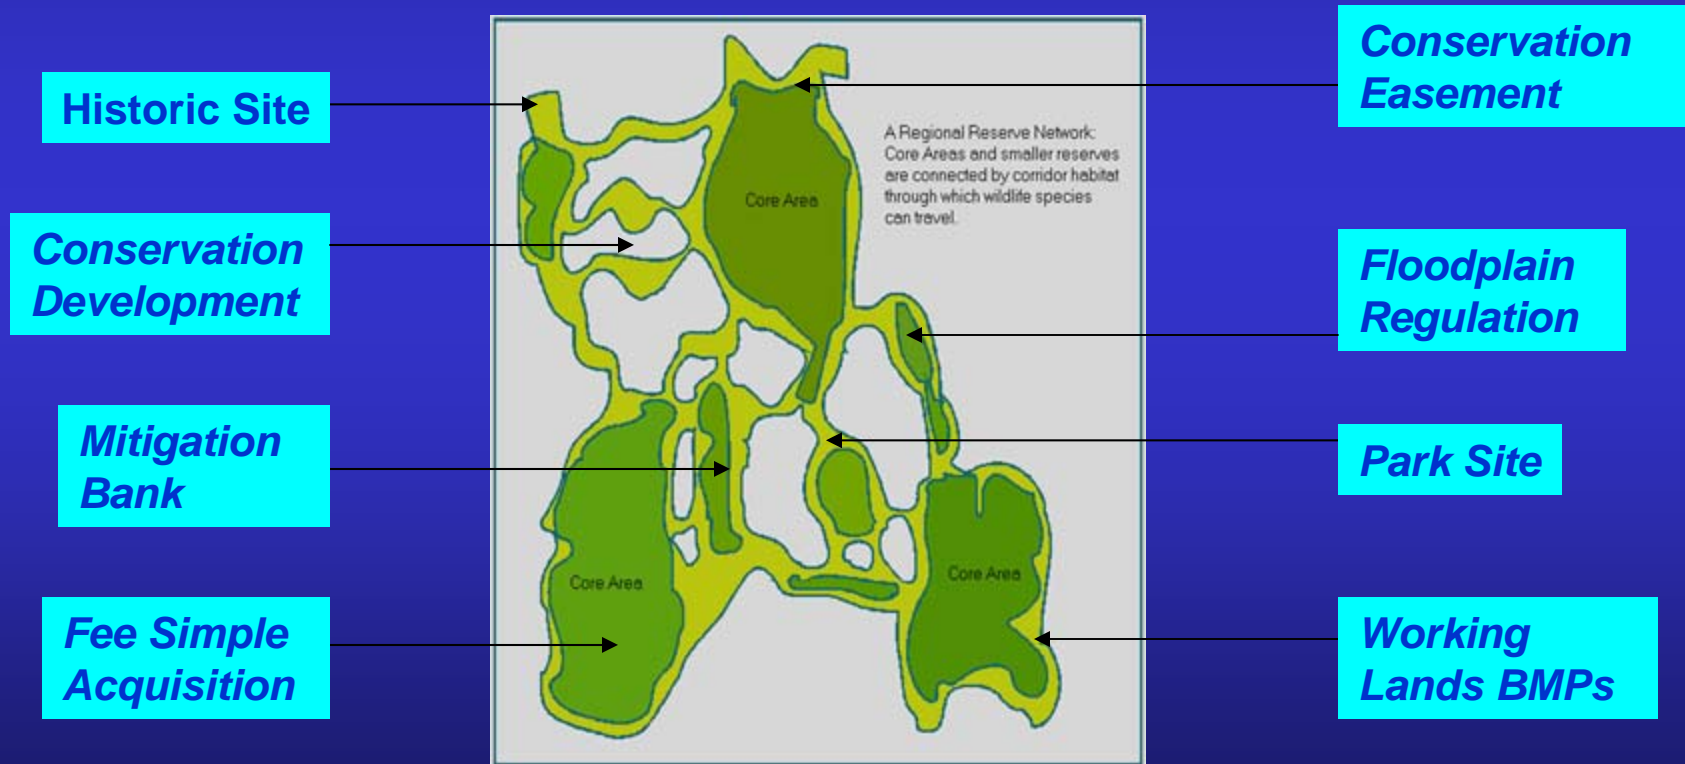 Historic Site
Conservation
Development
Mitigation
Bank
Fee Simple
Acquisition
A Regional Reserve Network:
Core Areas and smaller reserves
are connected by corridor habitat
through which wildlife species
can travel.
Core Area
Core Area
Core Area
Conservation
Easement
Floodplain
Regulation
Park Site
Working
Lands BMPs